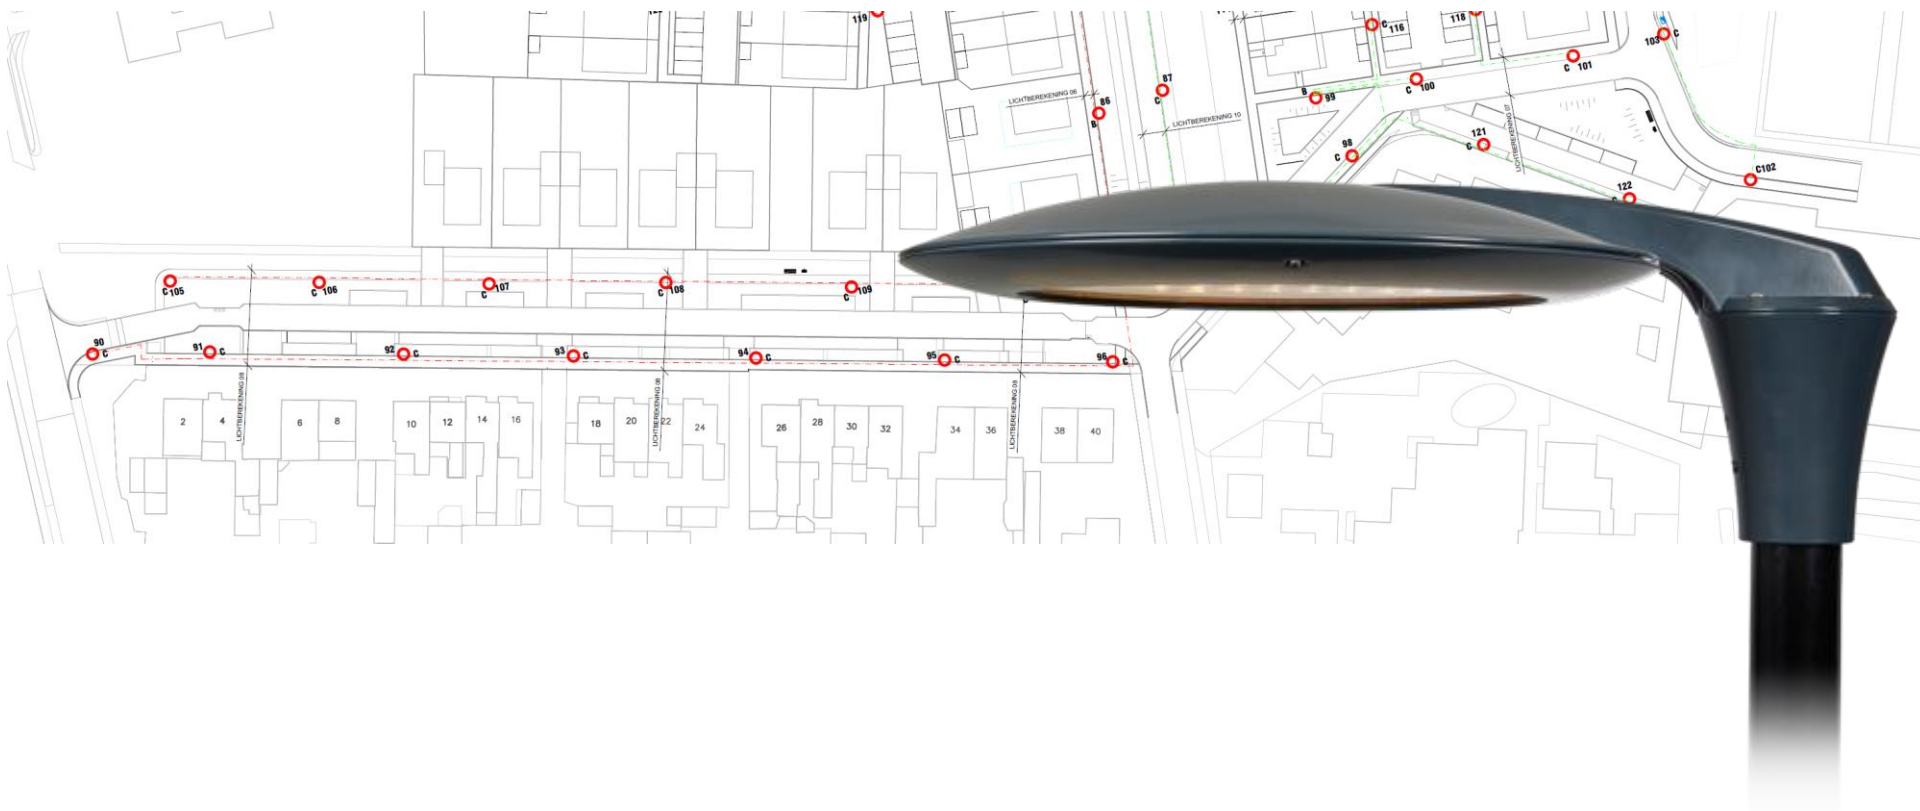 119
C
116
118
103 C
C 101
87
C
LICHTBEREKENING 06
86
B
LICHTBEREKENING 10
B
99
C 100
LICHTBEREKENING 07
98
C
121
C
C102
122
C
C 105
C 106
C 107
C 108
C 109
90
C
91 C
92 C
93 C
94 C
95 C
96 C
LICHTBEREKENING 08
LICHTBEREKENING 08
LICHTBEREKENING 08
2
4
6
8
10
12
14
16
18
20
22
24
26
28
30
32
34
36
38
40